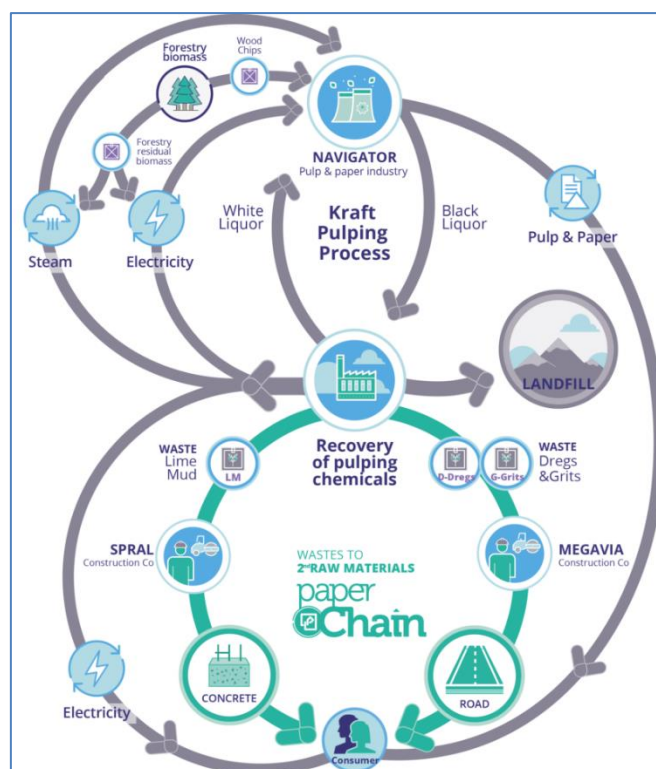 Forestry
biomass
Wood
Chips
Forestry
residual
biomass
NAVIGATOR
Pulp & paper industry
White
Liquor
Kraft
Pulping
Process
Black
Liquor
Pulp & Paper
Steam
Electricity
LANDFILL
Recovery
of pulping
chemicals
WASTE
Lime
Mud
LM
D-Dregs
G-Grits
WASTE
Dregs
&Grits
SPRAL
Construction Co
MEGAVIA
Construction Co
WASTES TO
2nd RAW MATERIALS
paper
Chain
CONCRETE
ROAD
Electricity
Consumer